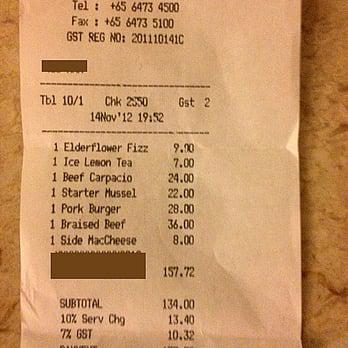 Tel : +65 6473 4500
Fax : +65 6473 5100
GST REG NO: 201110141C
Tbl 10/1 Chk 2350 Gst 2
14Nov'12 19:52
1 Elderflower Fizz 9.00
1 Ice Lemon Tea 7.00
1 Beef Carpacio 24.00
1 Starter Mussel 22.00
1 Pork Burger 28.00
1 Braised Beef 36.00
1 Side MacCheese 8.00
157.72
SUBTOTAL 134.00
10% Serv Chg 13.40
7% GST 10.32